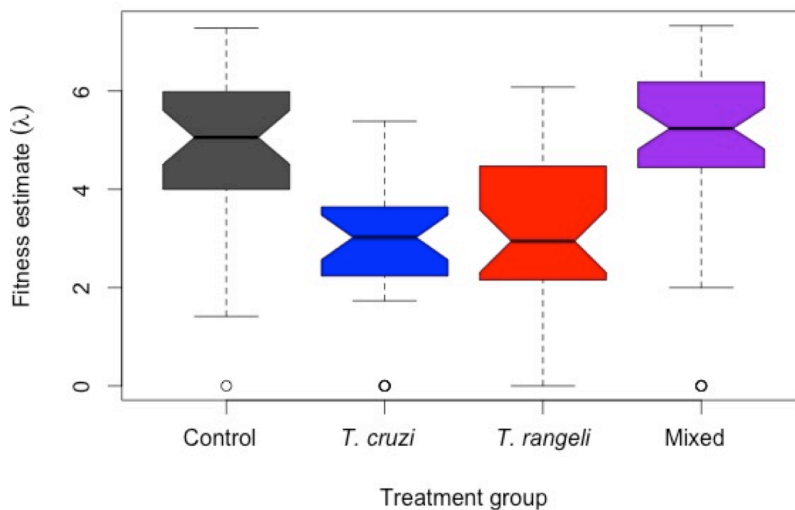 Fitness estimate (λ)
6
4
2
0
Control
T. cruzi
T. rangeli
Mixed
Treatment group